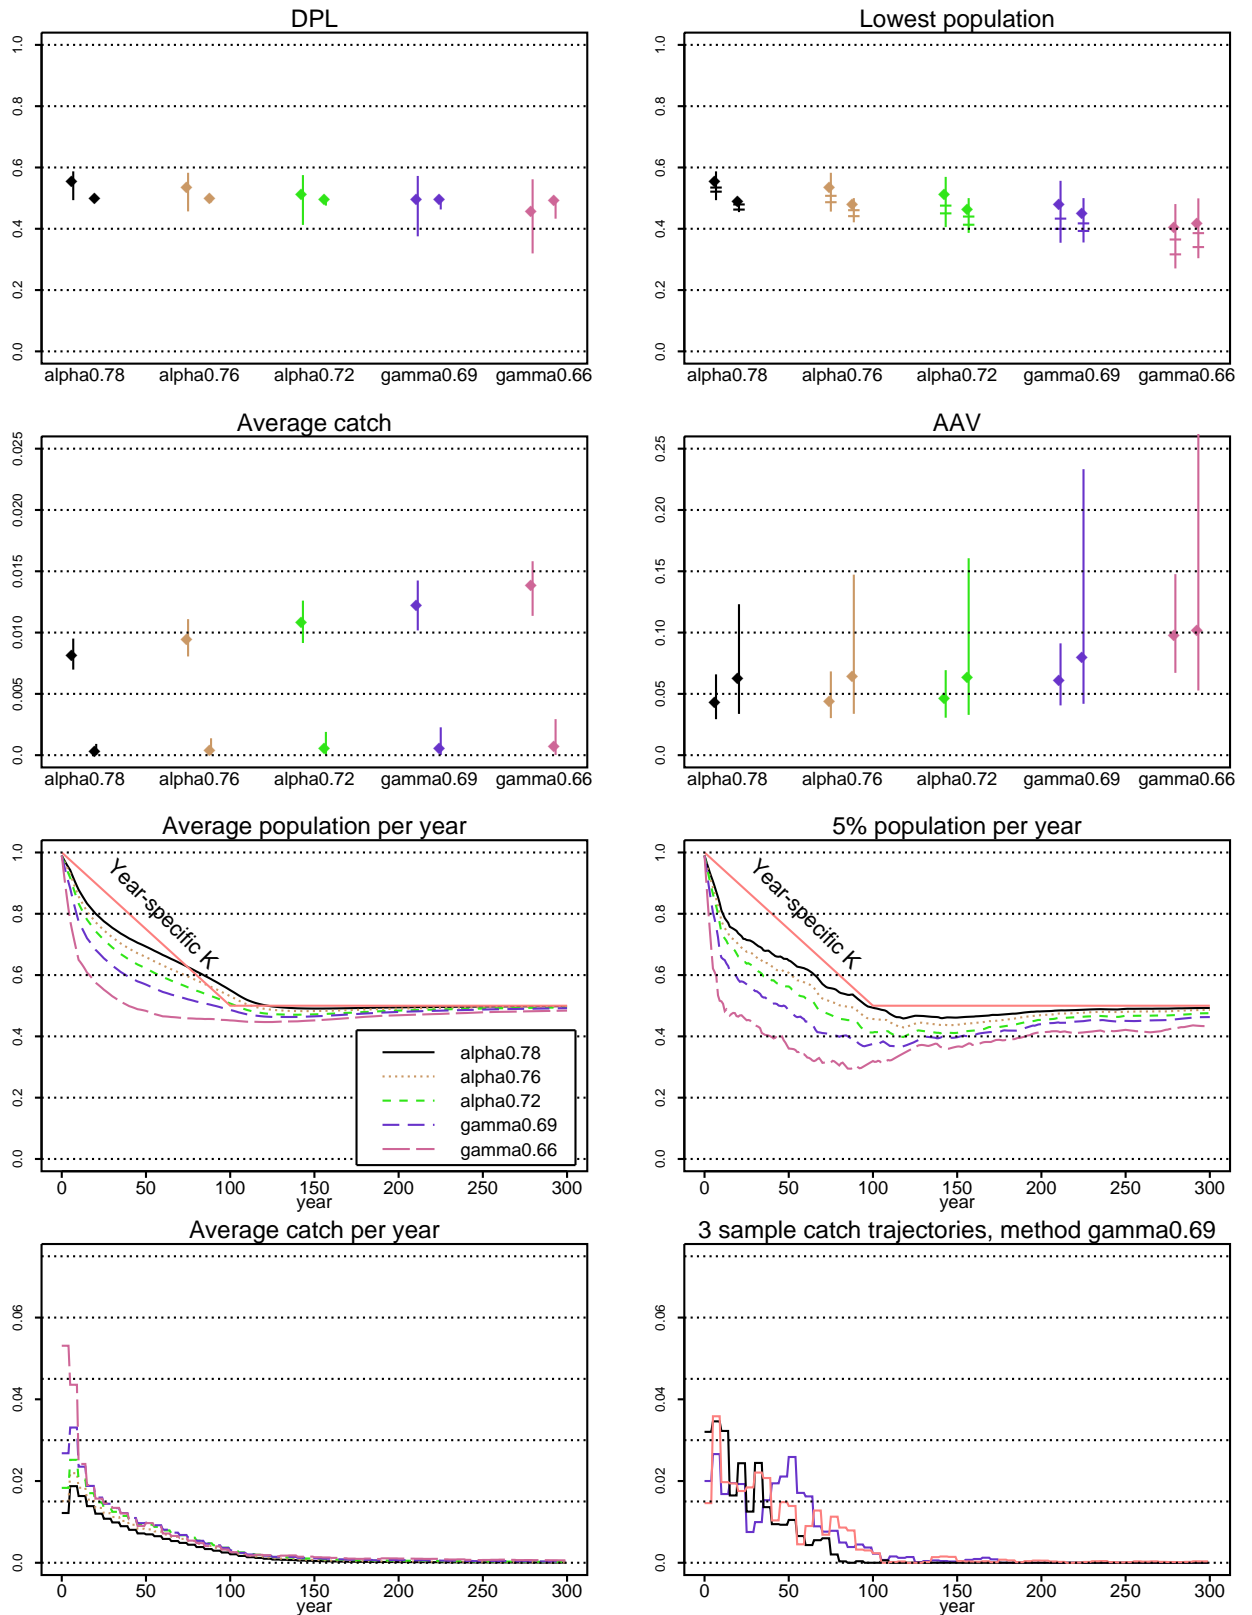 DPL
1.0
0.8
0.6
0.4
0.2
0.0
alpha0.78 alpha0.76 alpha0.72 gamma0.69 gamma0.66
Lowest population
1.0
0.8
0.6
0.4
0.2
0.0
alpha0.78 alpha0.76 alpha0.72 gamma0.69 gamma0.66
Average catch
0.025
0.020
0.015
0.010
0.005
0.0
alpha0.78 alpha0.76 alpha0.72 gamma0.69 gamma0.66
AAV
0.25
0.20
0.15
0.10
0.05
0.0
alpha0.78 alpha0.76 alpha0.72 gamma0.69 gamma0.66
Average population per year
1.0
0.8
0.6
0.4
0.2
0.0
Year-specific K
alpha0.78
alpha0.76
alpha0.72
gamma0.69
gamma0.66
0 50 100 150 200 250 300
year
5% population per year
1.0
0.8
0.6
0.4
0.2
0.0
Year-specific K
0 50 100 150 200 250 300
year
Average catch per year
0.06
0.04
0.02
0.0
0 50 100 150 200 250 300
year
3 sample catch trajectories, method gamma0.69
0.06
0.04
0.02
0.0
0 50 100 150 200 250 300
year